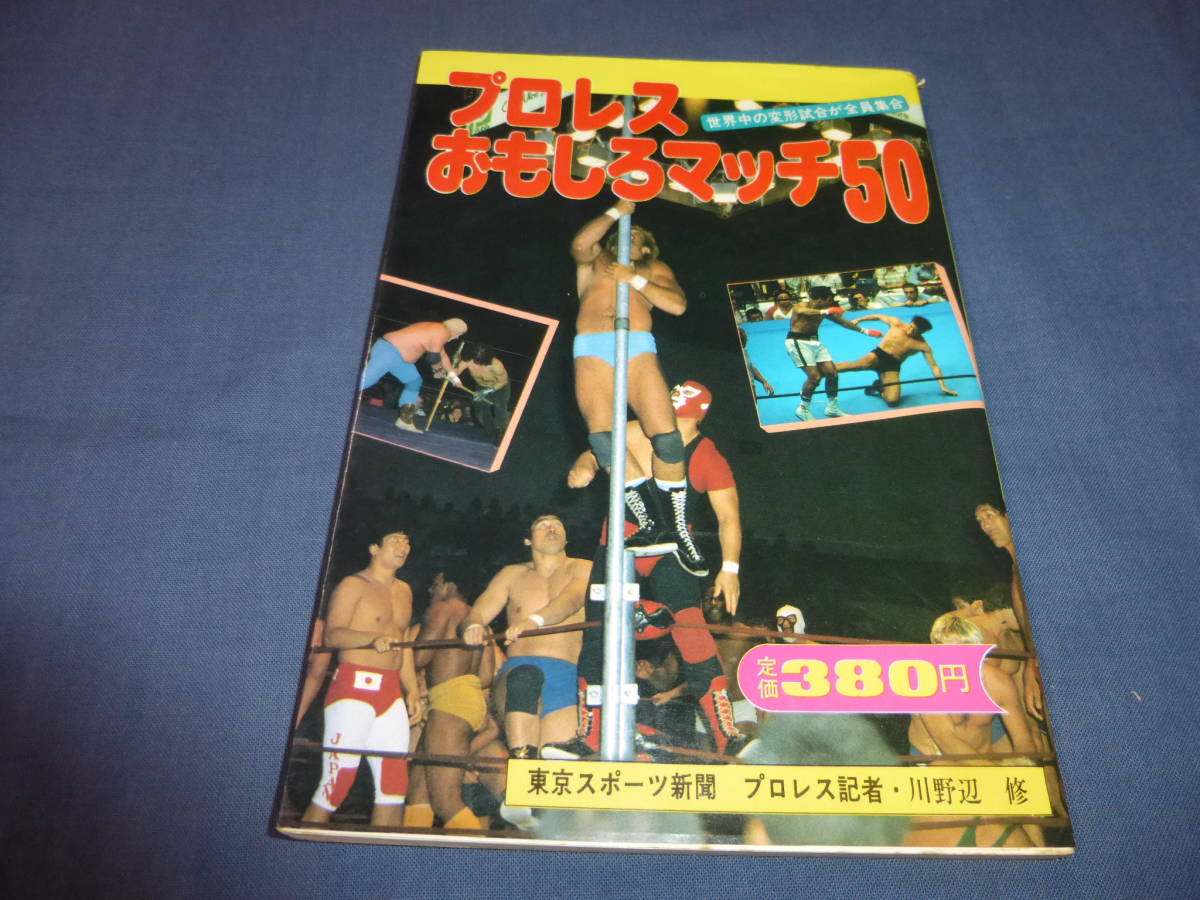 プロレス
世界中の変形試合が全員集合
おもしろマッチ50
JAPAN
定価380円
東京スポーツ新聞 プロレス記者・川野辺 修